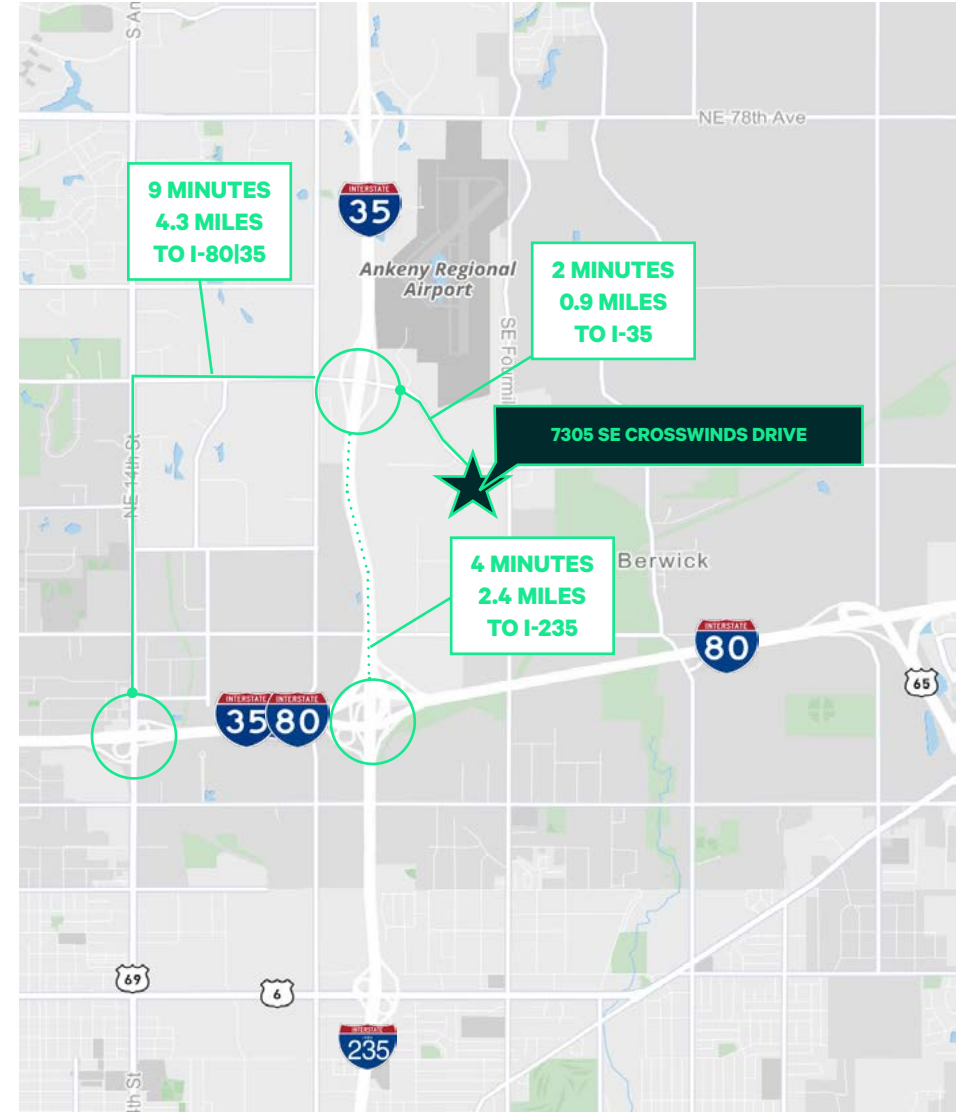 S An
NE 78th Ave
9 MINUTES
4.3 MILES
TO I-80|35
INTERSTATE
35
Ankeny Regional
Airport
2 MINUTES
0.9 MILES
TO I-35
SE Fourmil
7305 SE CROSSWINDS DRIVE
NE 14th St
4 MINUTES
2.4 MILES
TO I-235
Berwick
INTERSTATE
80
65
INTERSTATE
35
INTERSTATE
80
69
6
INTERSTATE
235
4th St